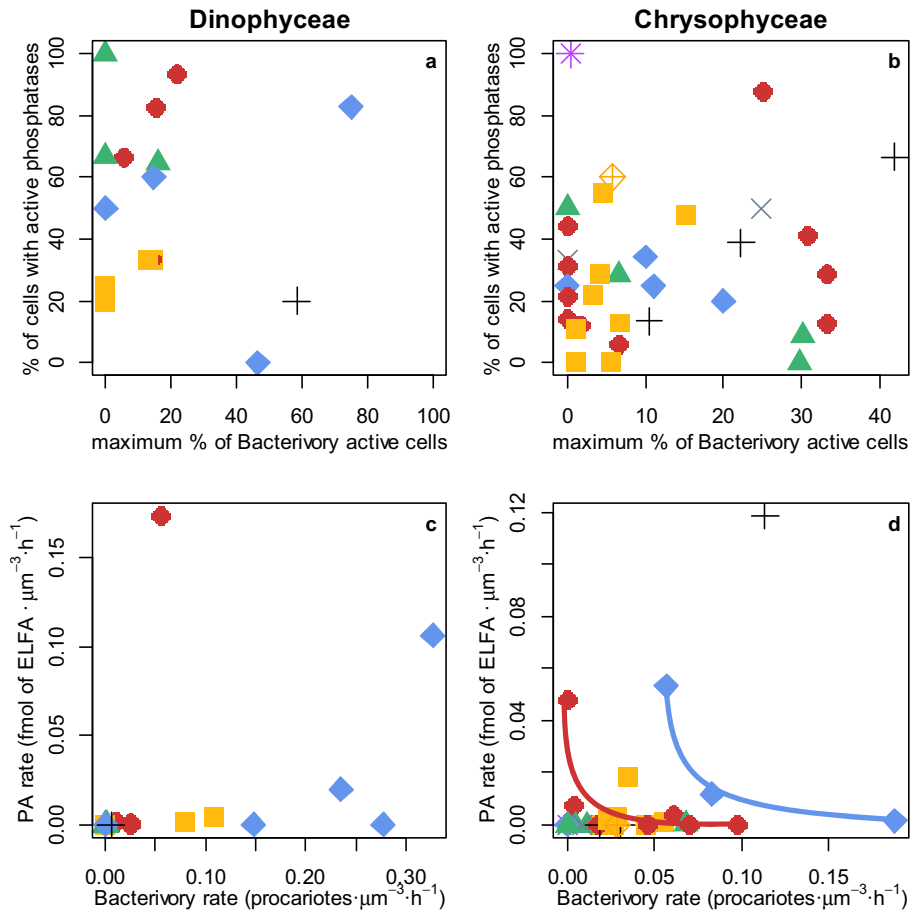 Dinophyceae
Chrysophyceae
a
% of cells with active phosphatases
0 20 40 60 80 100
0 20 40 60 80 100
maximum % of Bacterivory active cells
b
% of cells with active phosphatases
0 20 40 60 80 100
0 10 20 30 40
maximum % of Bacterivory active cells
c
PA rate (fmol of ELFA · µm⁻³·h⁻¹)
0.00 0.05 0.10 0.15
0.00 0.10 0.20 0.30
Bacterivory rate (procariotes·µm⁻³·h⁻¹)
d
PA rate (fmol of ELFA · µm⁻³·h⁻¹)
0.00 0.04 0.08 0.12
0.00 0.05 0.10 0.15
Bacterivory rate (procariotes·µm⁻³·h⁻¹)